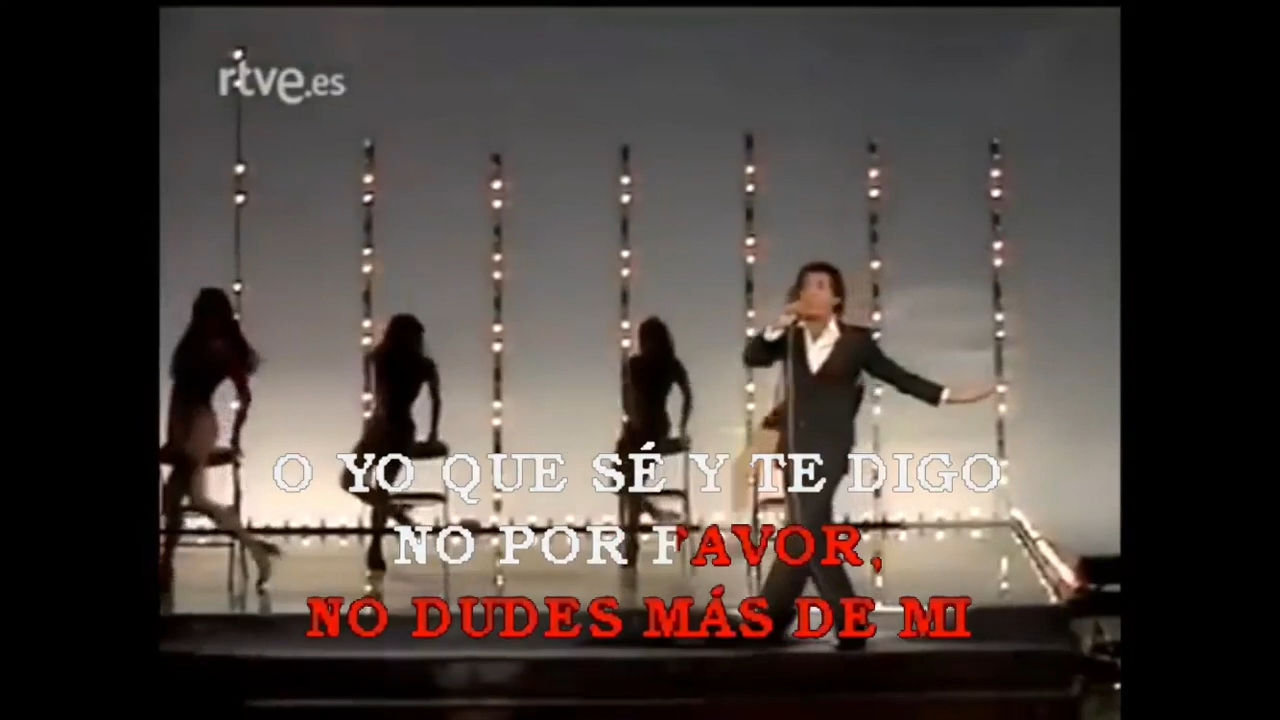 rtve.es
O YO QUE SÉ Y TE DIGO
NO POR FAVOR,
NO DUDES MÁS DE MI